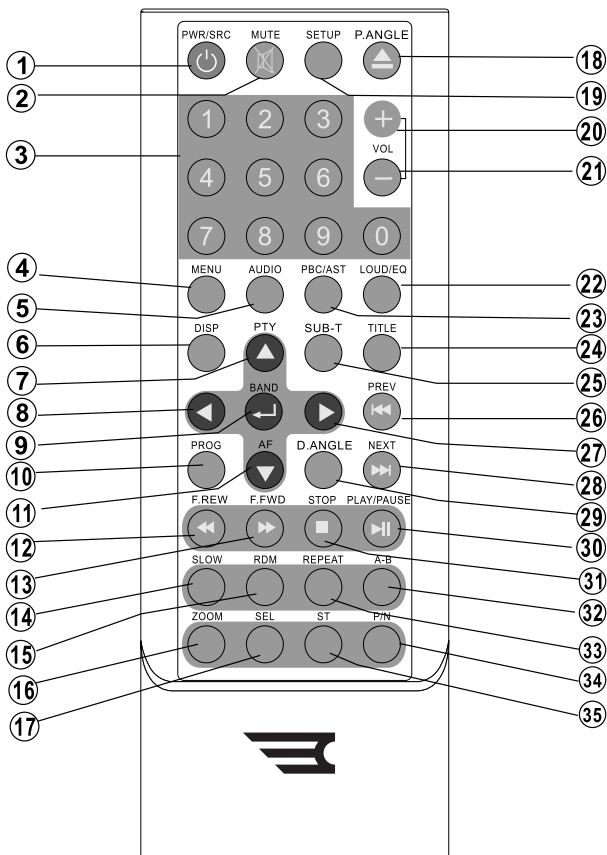 PWR/SRC MUTE SETUP P.ANGLE
1 18
2 19
1 2 3 + 20
3 VOL
4 5 6 − 21
7 8 9 0
4 MENU AUDIO PBC/AST LOUD/EQ 22
5 23
6 DISP PTY SUB-T TITLE 24
7 25
8 BAND PREV 26
9 27
10 PROG AF D.ANGLE NEXT 28
11 29
F.REW F.FWD STOP PLAY/PAUSE
12 30
13 31
SLOW RDM REPEAT A-B
14 32
15 33
ZOOM SEL ST P/N
16 34
17 35